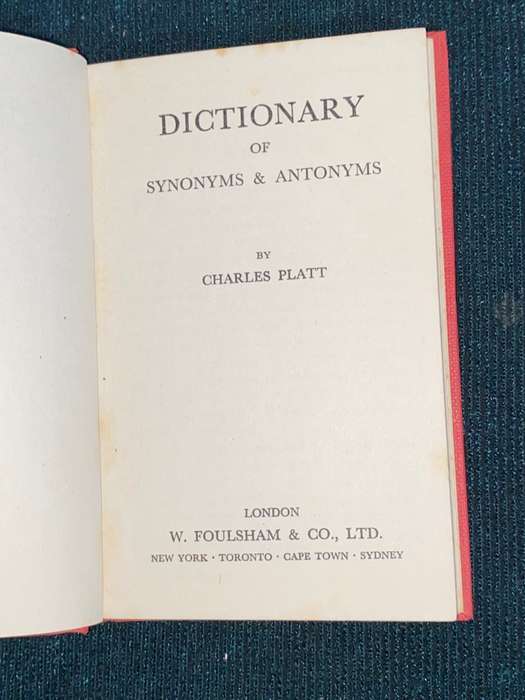 DICTIONARY
OF
SYNONYMS & ANTONYMS
BY
CHARLES PLATT
LONDON
W. FOULSHAM & CO., LTD.
NEW YORK · TORONTO · CAPE TOWN · SYDNEY